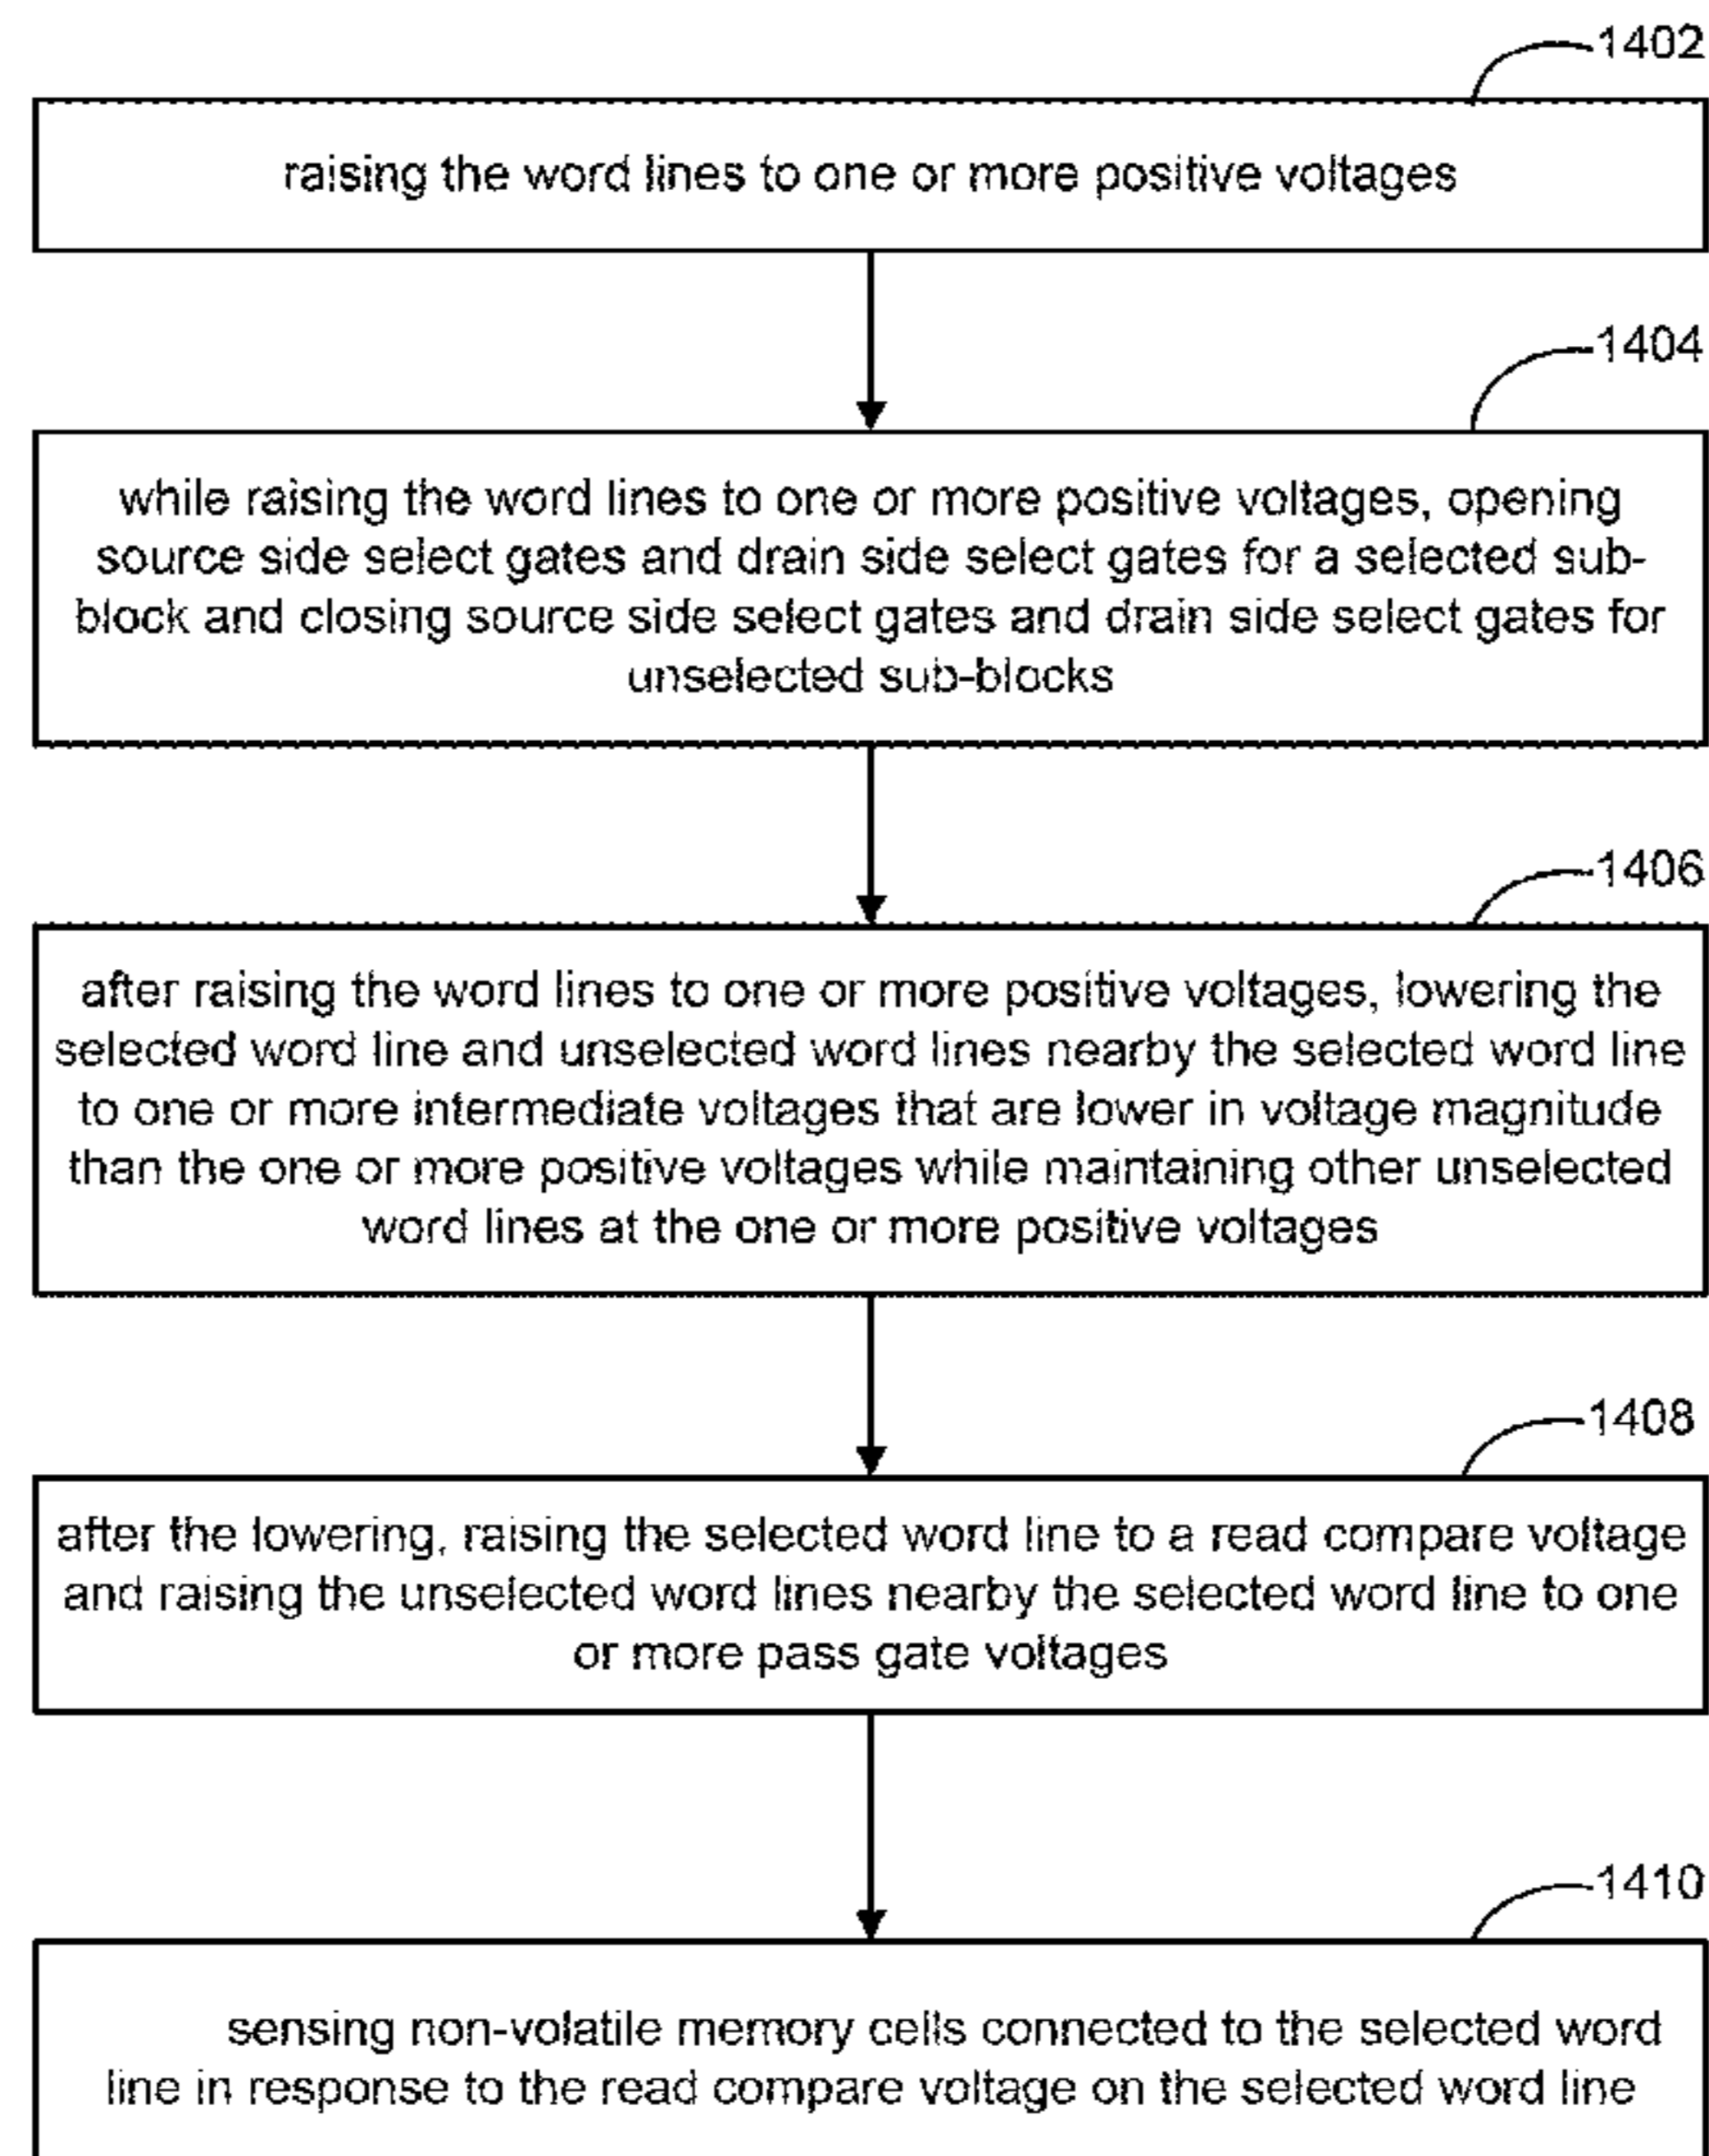 1402
raising the word lines to one or more positive voltages
1404
while raising the word lines to one or more positive voltages, opening
source side select gates and drain side select gates for a selected sub-
block and closing source side select gates and drain side select gates for
unselected sub-blocks
1406
after raising the word lines to one or more positive voltages, lowering the
selected word line and unselected word lines nearby the selected word line
to one or more intermediate voltages that are lower in voltage magnitude
than the one or more positive voltages while maintaining other unselected
word lines at the one or more positive voltages
1408
after the lowering, raising the selected word line to a read compare voltage
and raising the unselected word lines nearby the selected word line to one
or more pass gate voltages
1410
sensing non-volatile memory cells connected to the selected word
line in response to the read compare voltage on the selected word line